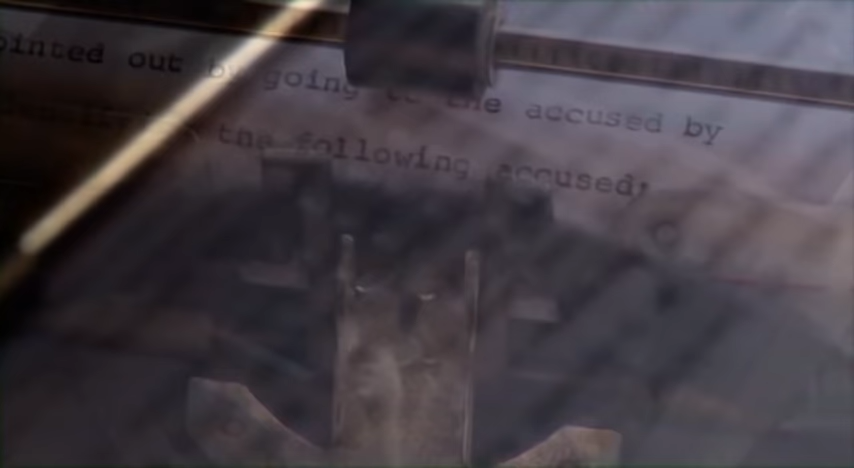 ointed out by going to the accused by
the following accused: